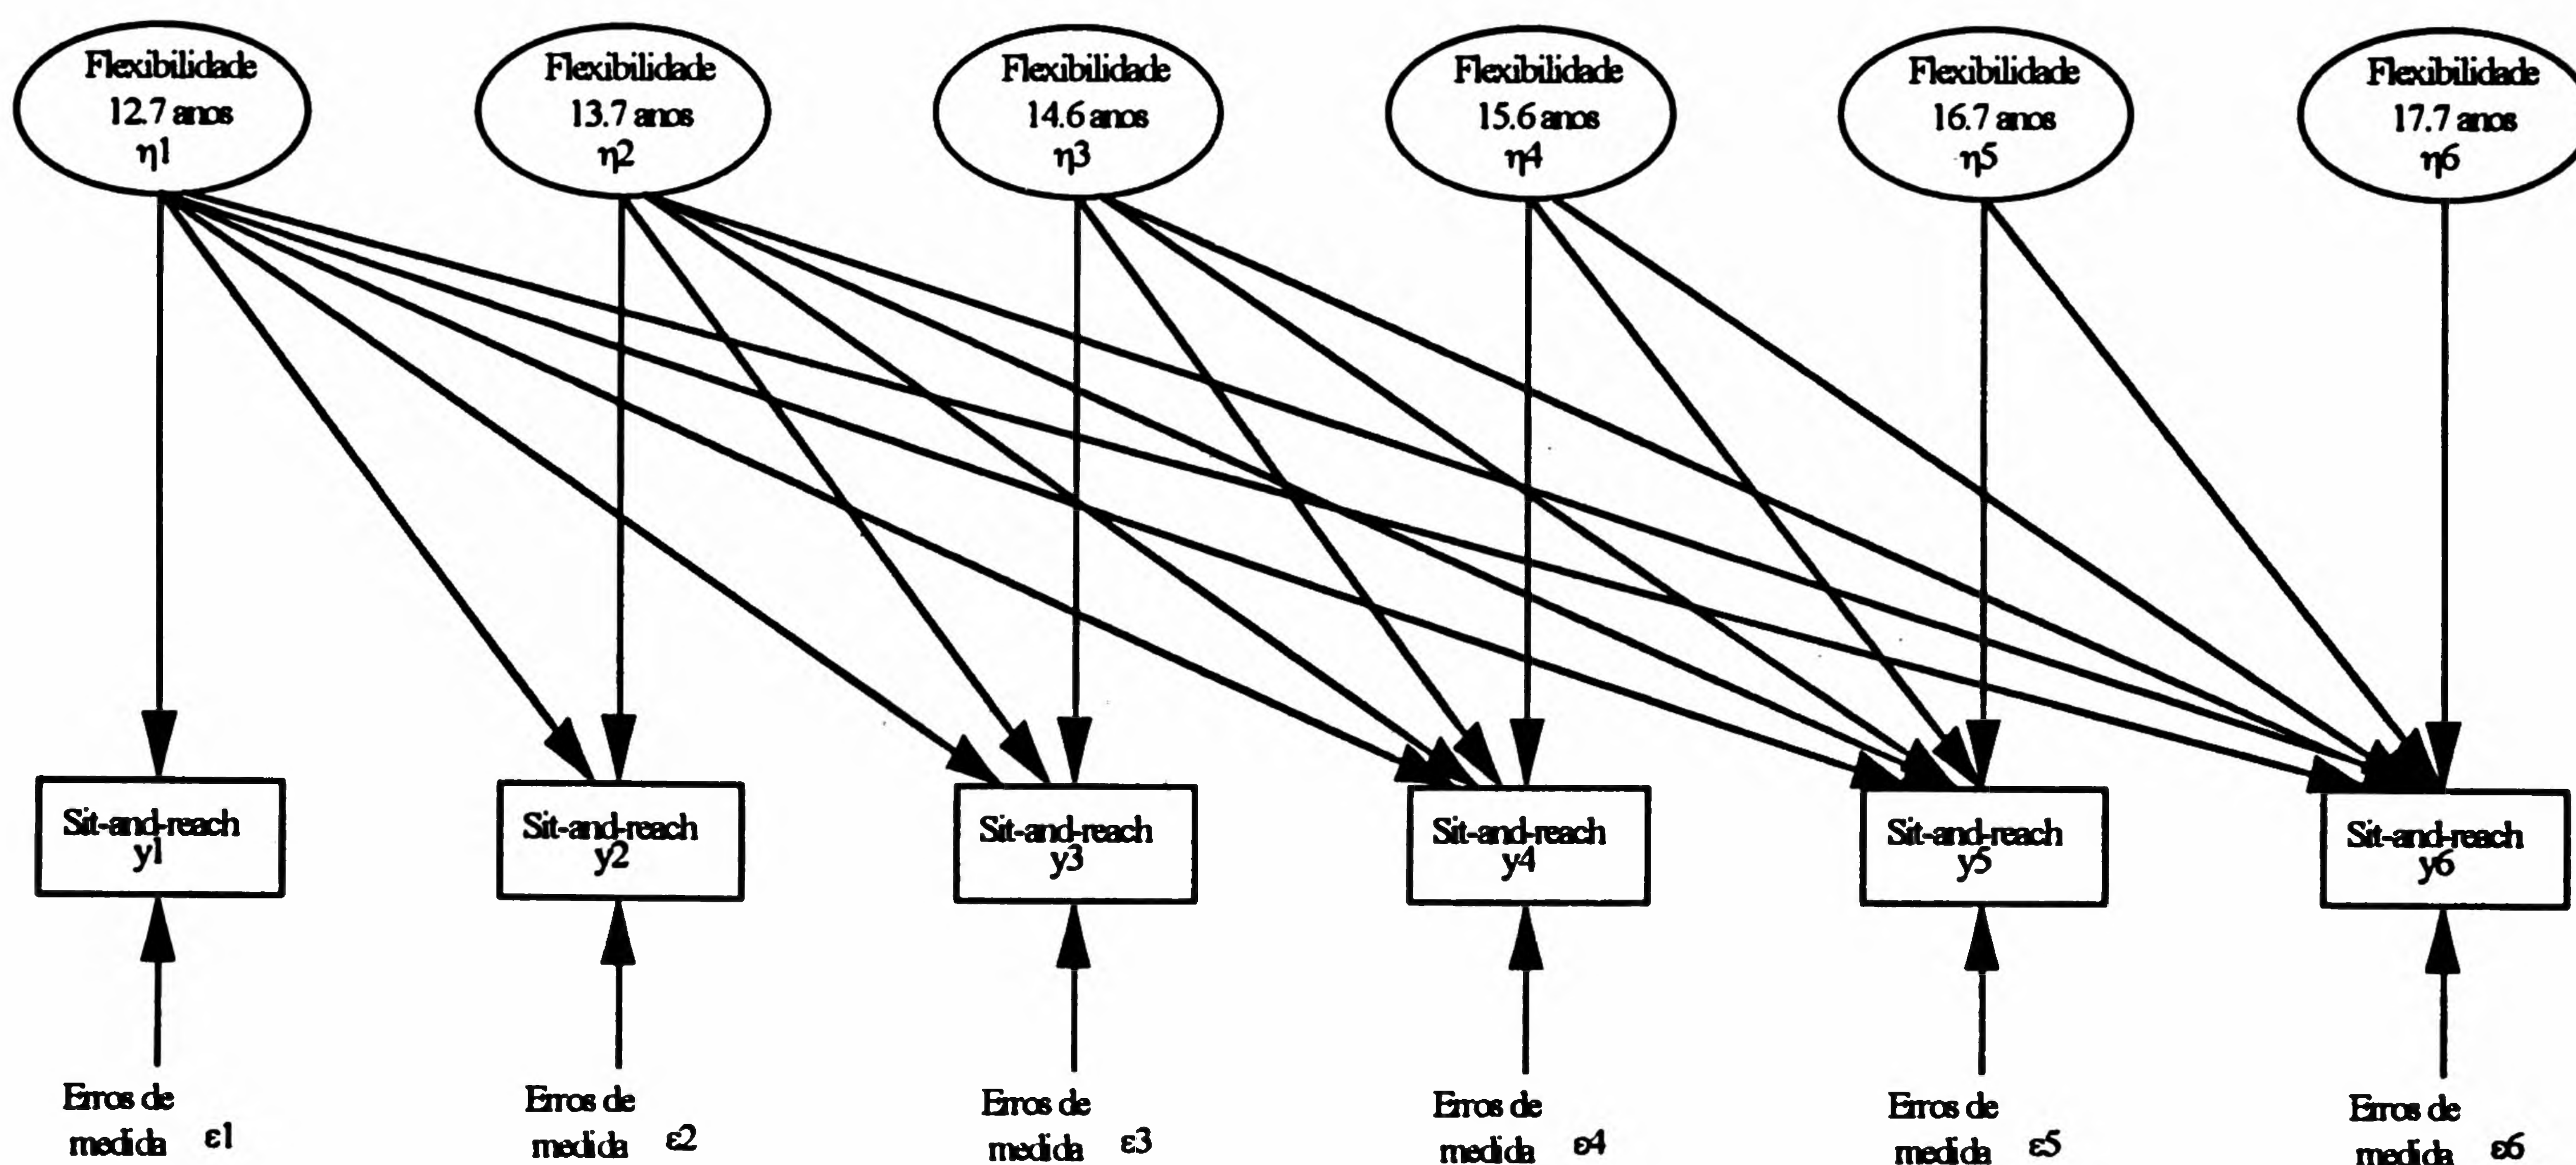 Flexibilidade
12.7 anos
η1
Flexibilidade
13.7 anos
η2
Flexibilidade
14.6 anos
η3
Flexibilidade
15.6 anos
η4
Flexibilidade
16.7 anos
η5
Flexibilidade
17.7 anos
η6
Sit-and-reach
y1
Sit-and-reach
y2
Sit-and-reach
y3
Sit-and-reach
y4
Sit-and-reach
y5
Sit-and-reach
y6
Erros de
medida ε1
Erros de
medida ε2
Erros de
medida ε3
Erros de
medida ε4
Erros de
medida ε5
Erros de
medida ε6